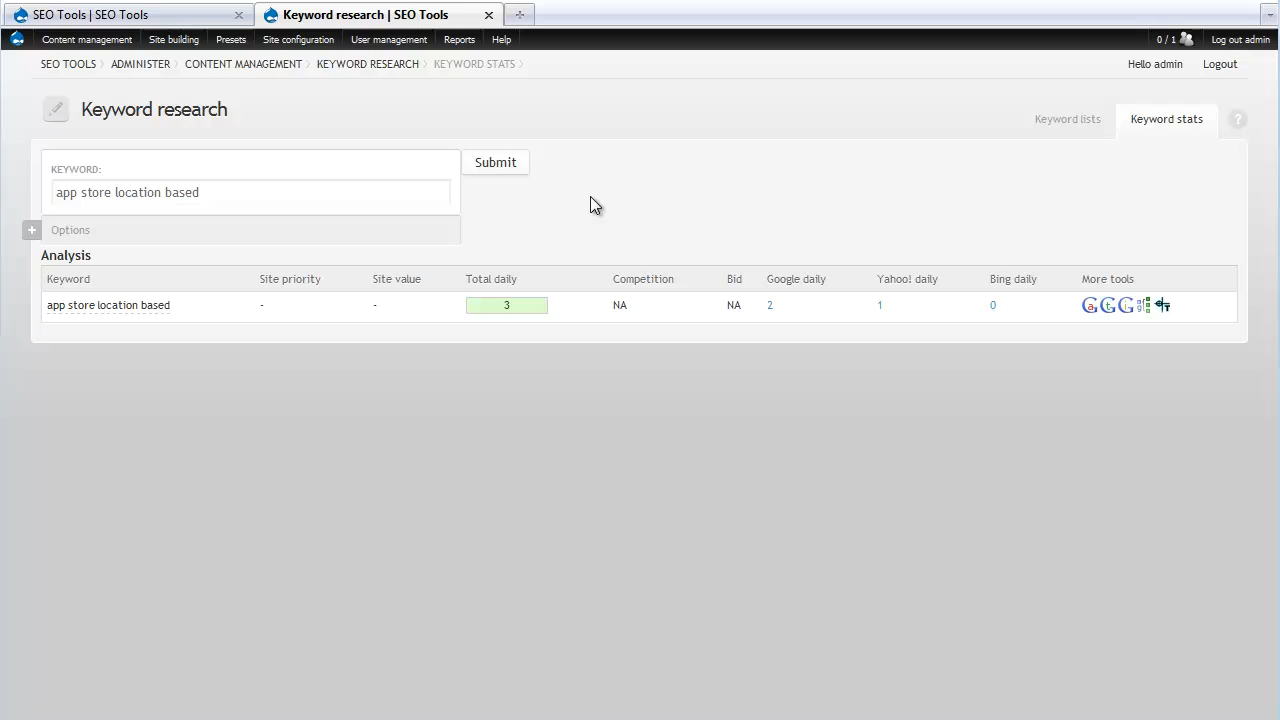 SEO Tools | SEO Tools
Keyword research | SEO Tools
Content management Site building Presets Site configuration User management Reports Help 0 / 1 Log out admin
SEO TOOLS ADMINISTER CONTENT MANAGEMENT KEYWORD RESEARCH KEYWORD STATS Hello admin Logout
Keyword research
Keyword lists Keyword stats ?
KEYWORD: Submit
app store location based
+ Options
Analysis
Keyword Site priority Site value Total daily Competition Bid Google daily Yahoo! daily Bing daily More tools
app store location based - - 3 NA NA 2 1 0